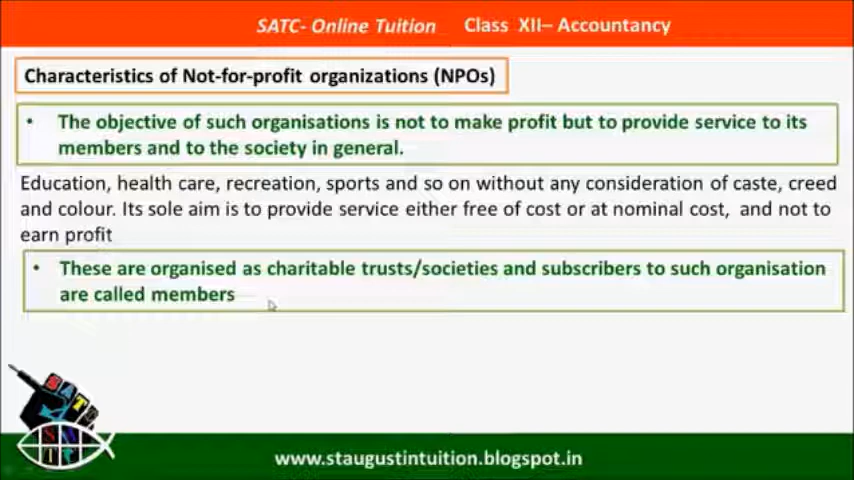 SATC- Online Tuition Class XII– Accountancy
Characteristics of Not-for-profit organizations (NPOs)
• The objective of such organisations is not to make profit but to provide service to its
members and to the society in general.
Education, health care, recreation, sports and so on without any consideration of caste, creed
and colour. Its sole aim is to provide service either free of cost or at nominal cost, and not to
earn profit
• These are organised as charitable trusts/societies and subscribers to such organisation
are called members
SATC
www.staugustintuition.blogspot.in